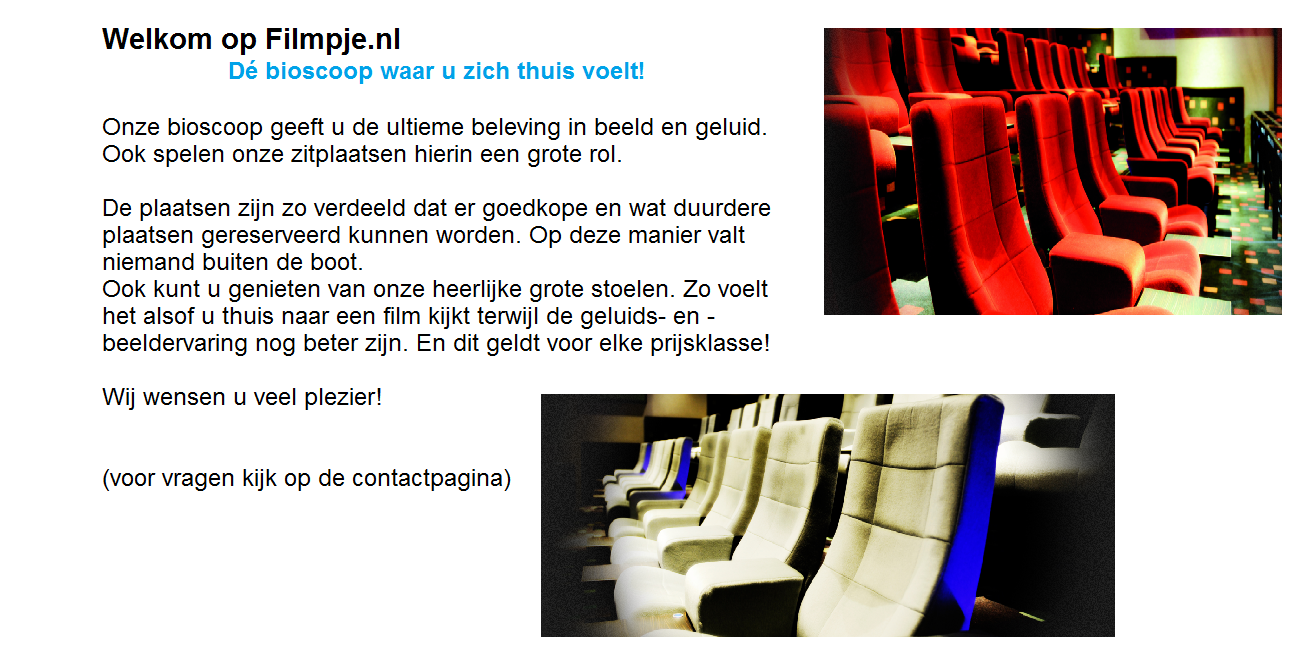 Welkom op Filmpje.nl
Dé bioscoop waar u zich thuis voelt!
Onze bioscoop geeft u de ultieme beleving in beeld en geluid.
Ook spelen onze zitplaatsen hierin een grote rol.
De plaatsen zijn zo verdeeld dat er goedkope en wat duurdere
plaatsen gereserveerd kunnen worden. Op deze manier valt
niemand buiten de boot.
Ook kunt u genieten van onze heerlijke grote stoelen. Zo voelt
het alsof u thuis naar een film kijkt terwijl de geluids- en -
beeldervaring nog beter zijn. En dit geldt voor elke prijsklasse!
Wij wensen u veel plezier!
(voor vragen kijk op de contactpagina)